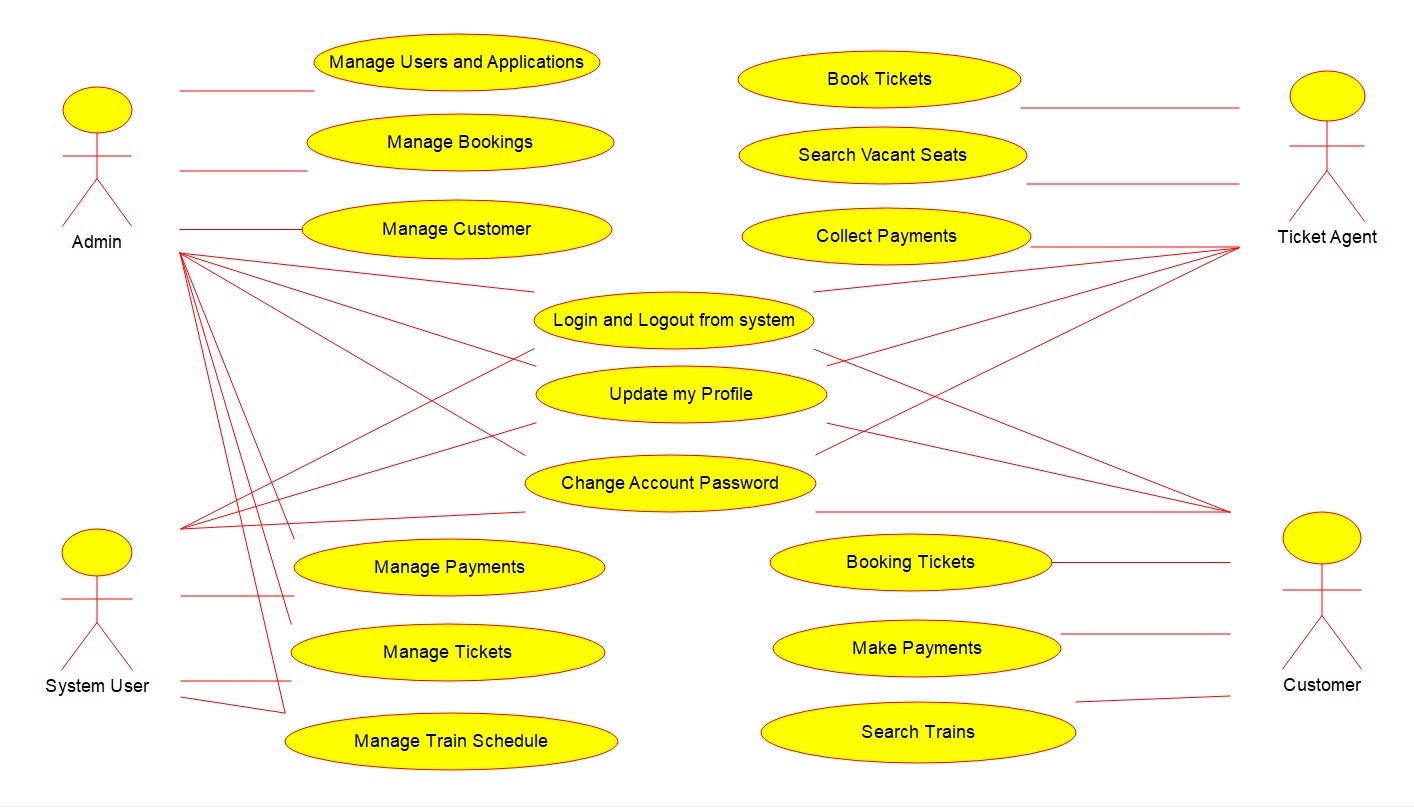 Manage Users and Applications
Book Tickets
Manage Bookings
Search Vacant Seats
Manage Customer
Collect Payments
Admin
Ticket Agent
Login and Logout from system
Update my Profile
Change Account Password
Manage Payments
Booking Tickets
Manage Tickets
Make Payments
System User
Customer
Manage Train Schedule
Search Trains